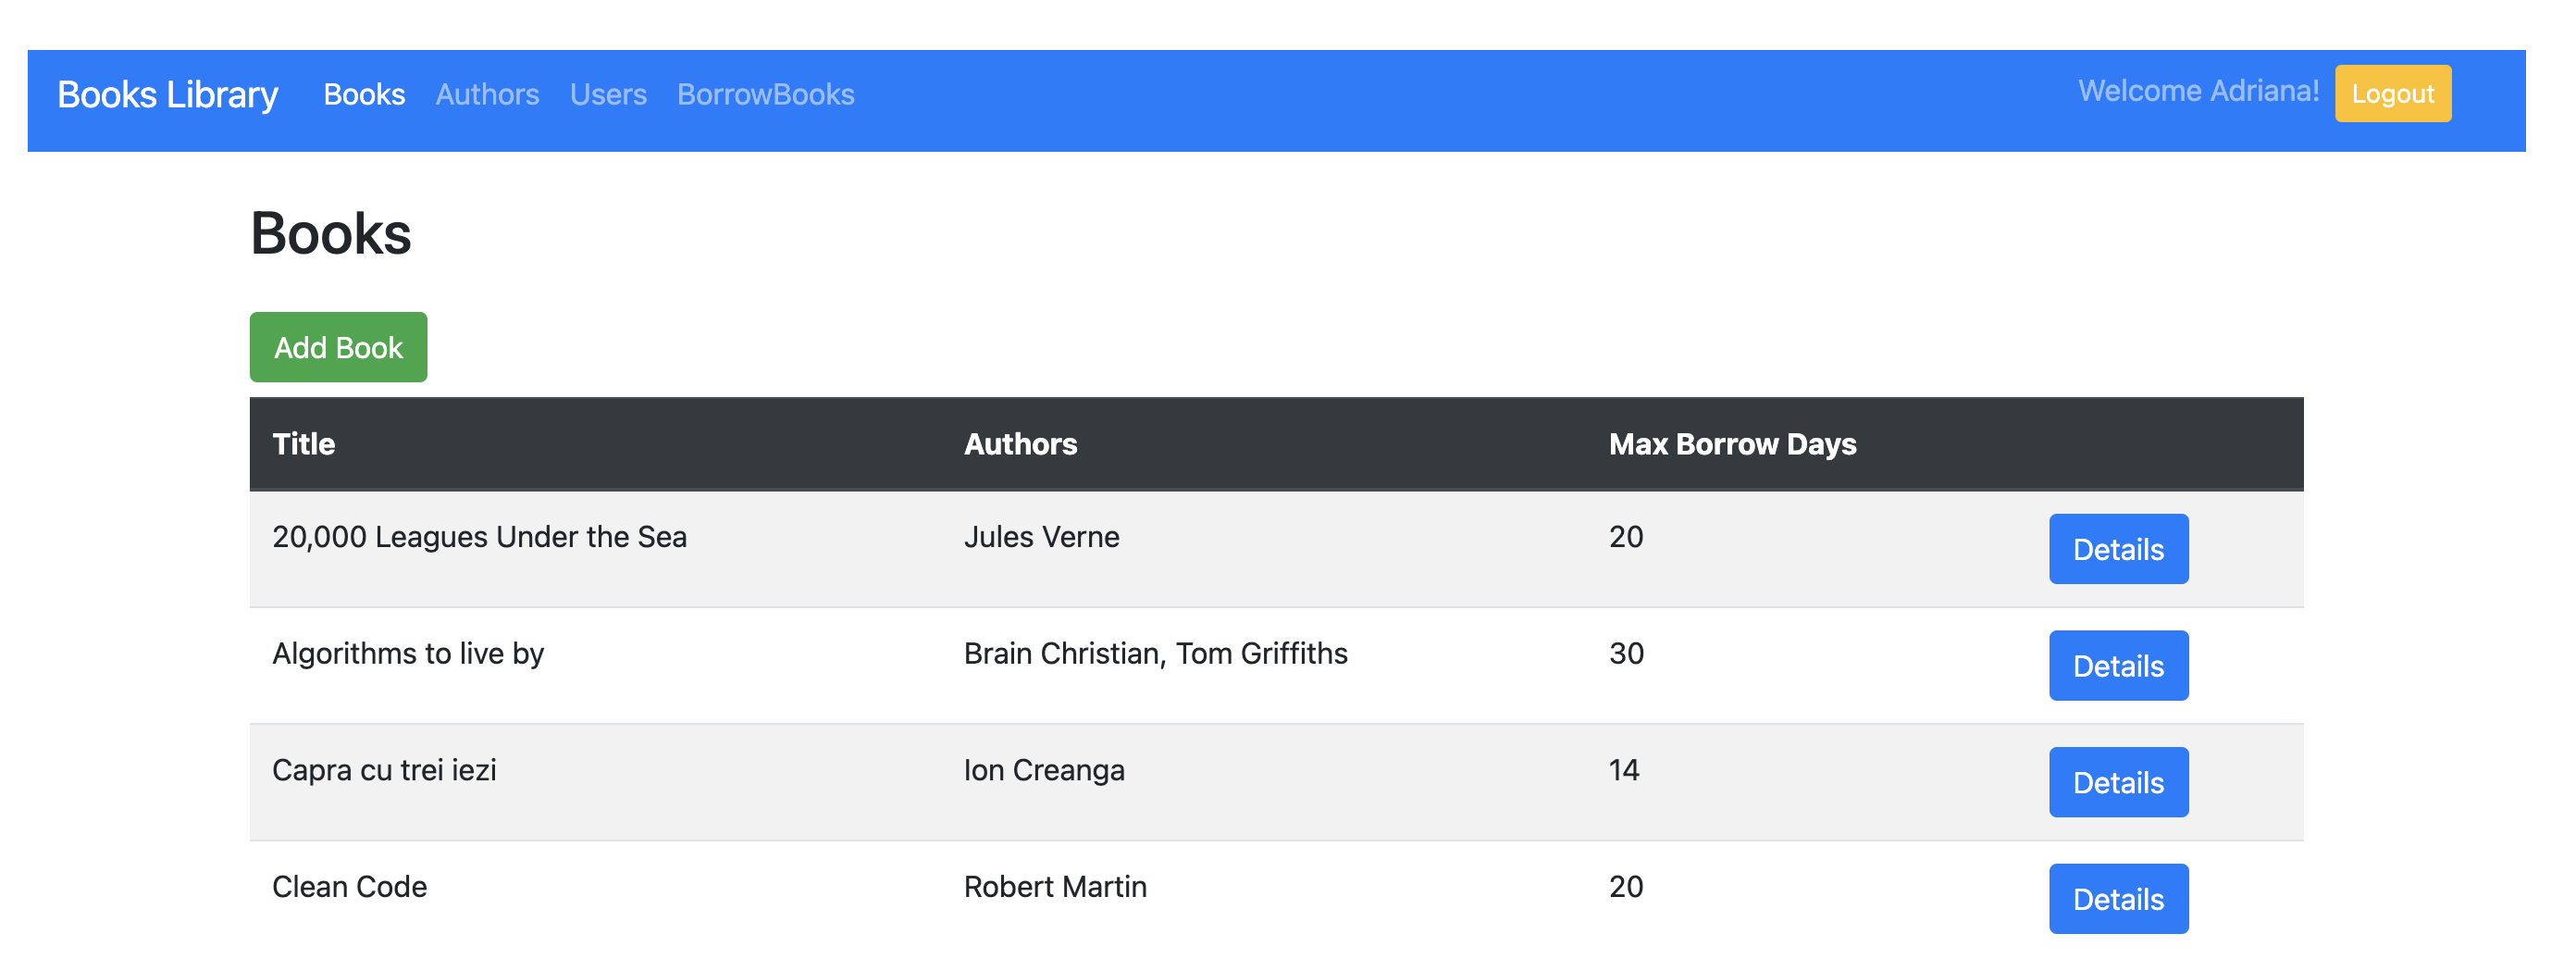 Books Library Books Authors Users BorrowBooks Welcome Adriana! Logout
Books
Add Book
Title Authors Max Borrow Days
20,000 Leagues Under the Sea Jules Verne 20 Details
Algorithms to live by Brain Christian, Tom Griffiths 30 Details
Capra cu trei iezi Ion Creanga 14 Details
Clean Code Robert Martin 20 Details